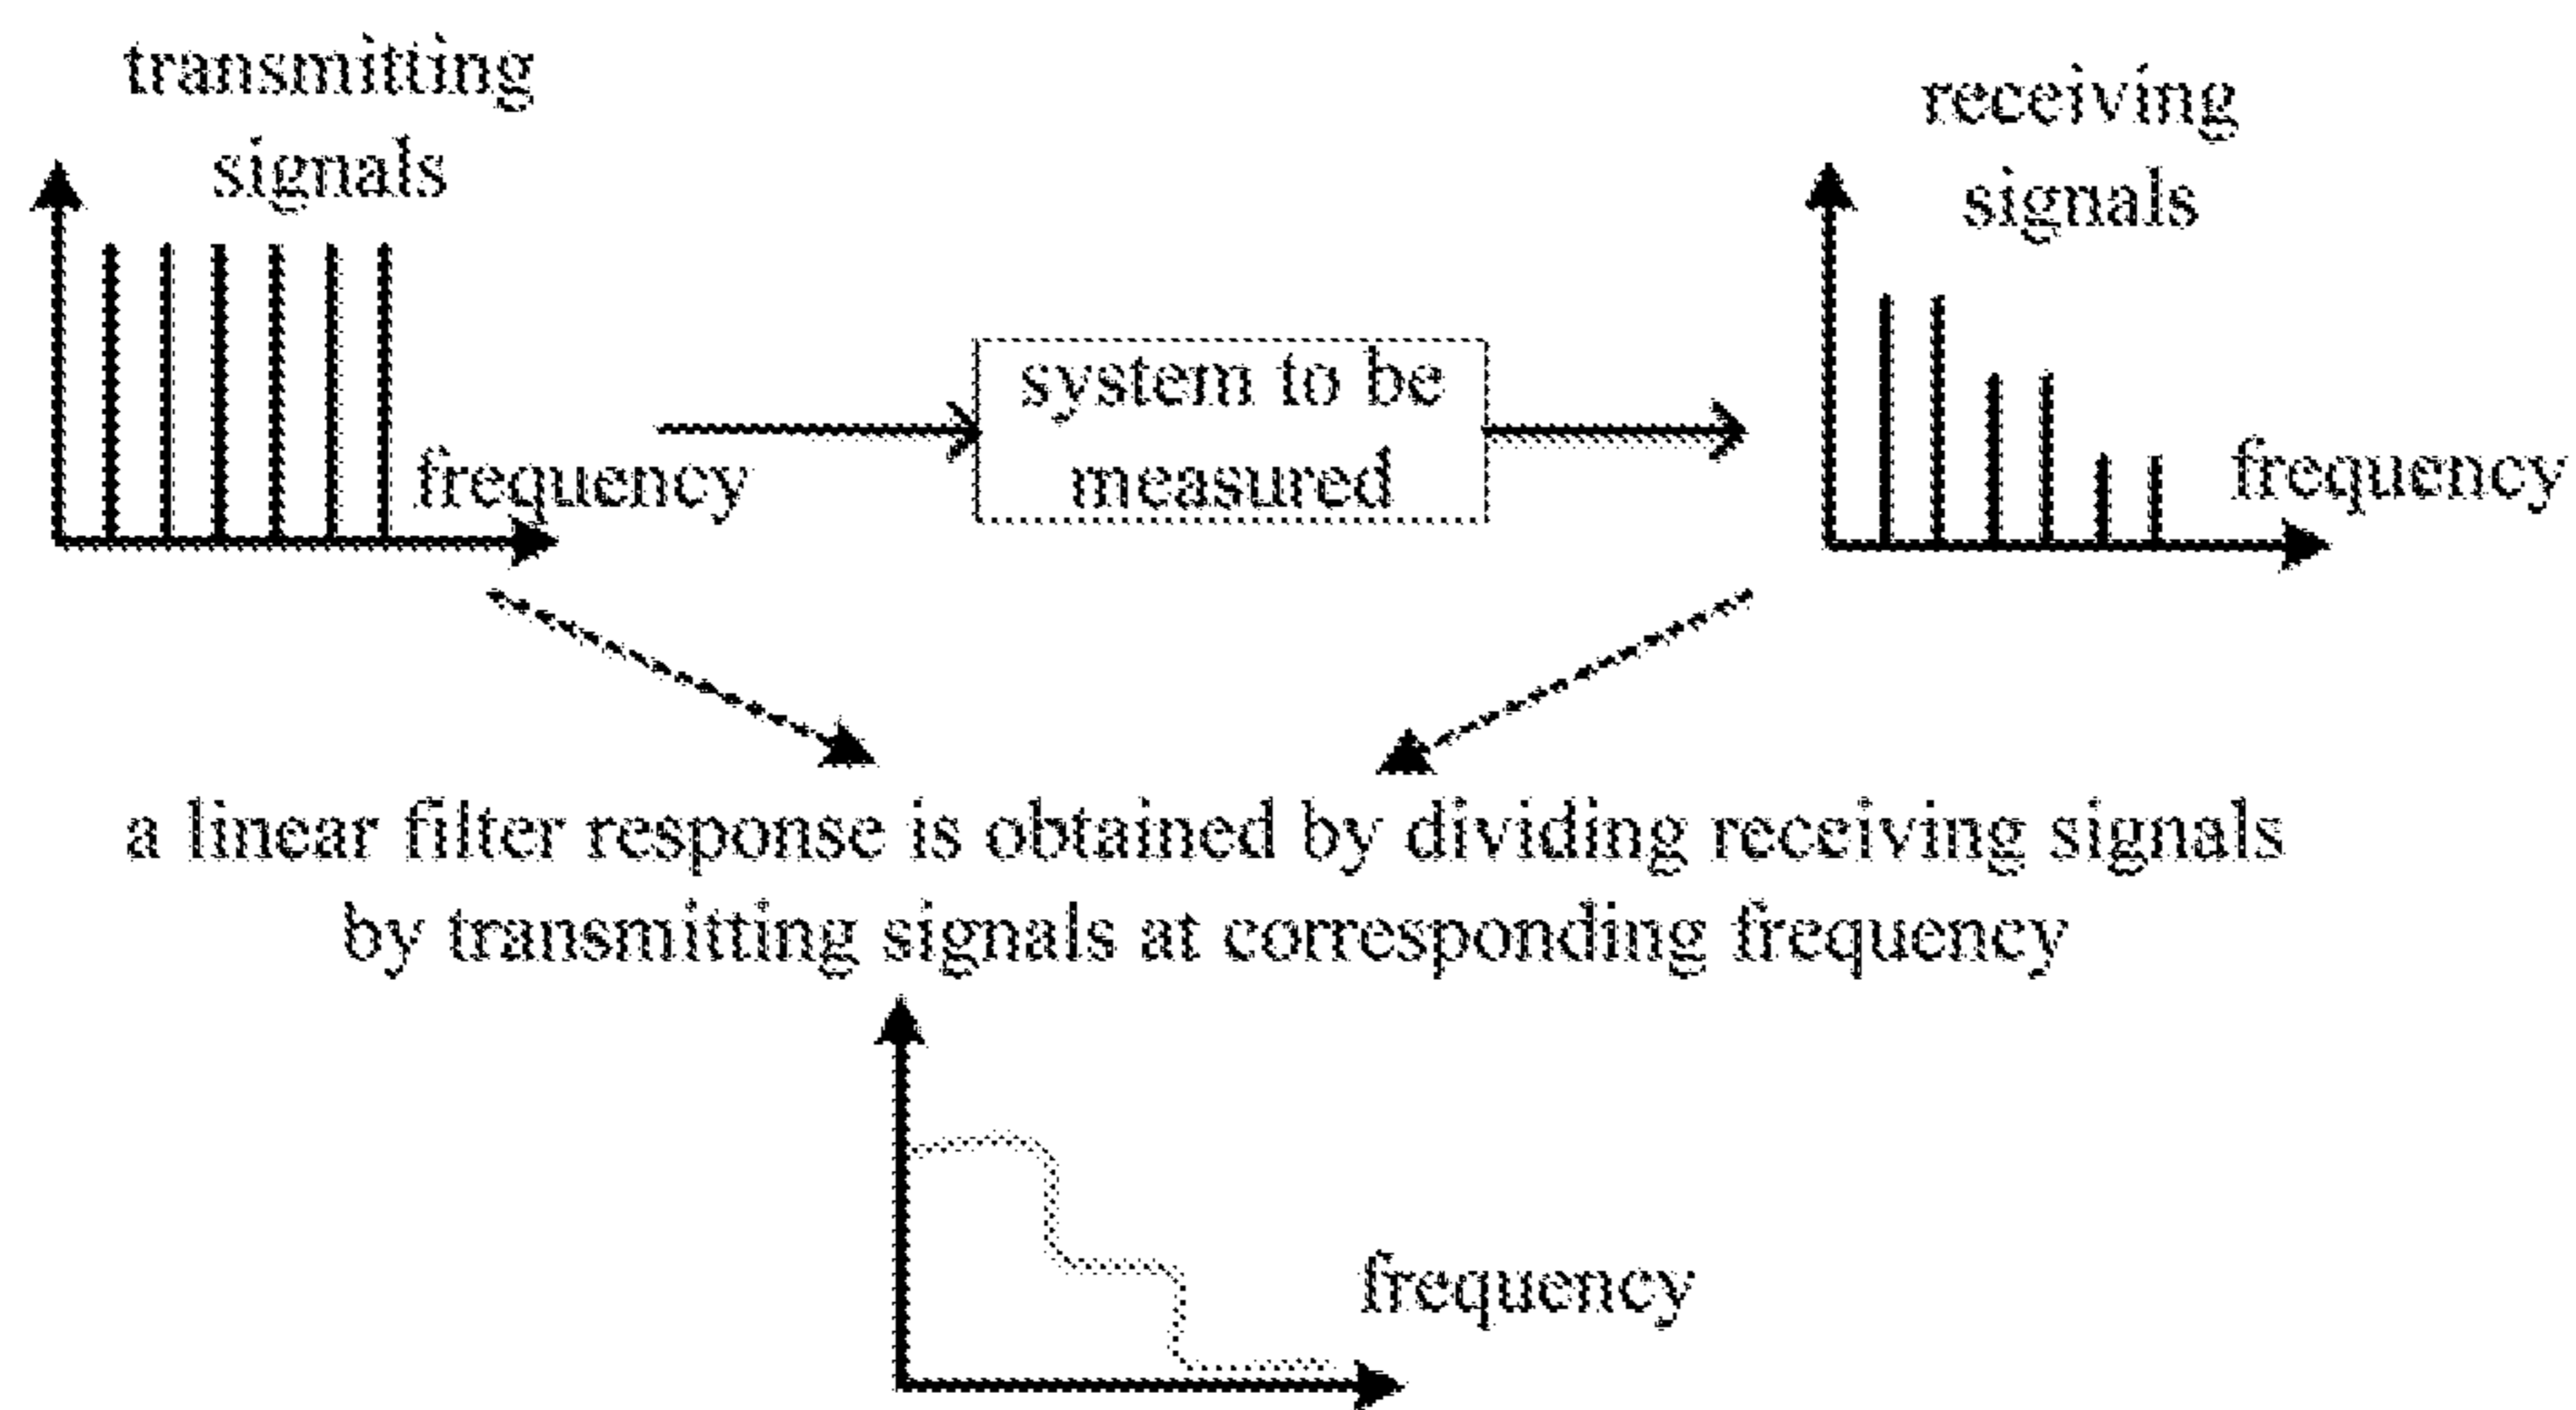 transmitting
signals
frequency
system to be
measured
receiving
signals
frequency
a linear filter response is obtained by dividing receiving signals
by transmitting signals at corresponding frequency
frequency